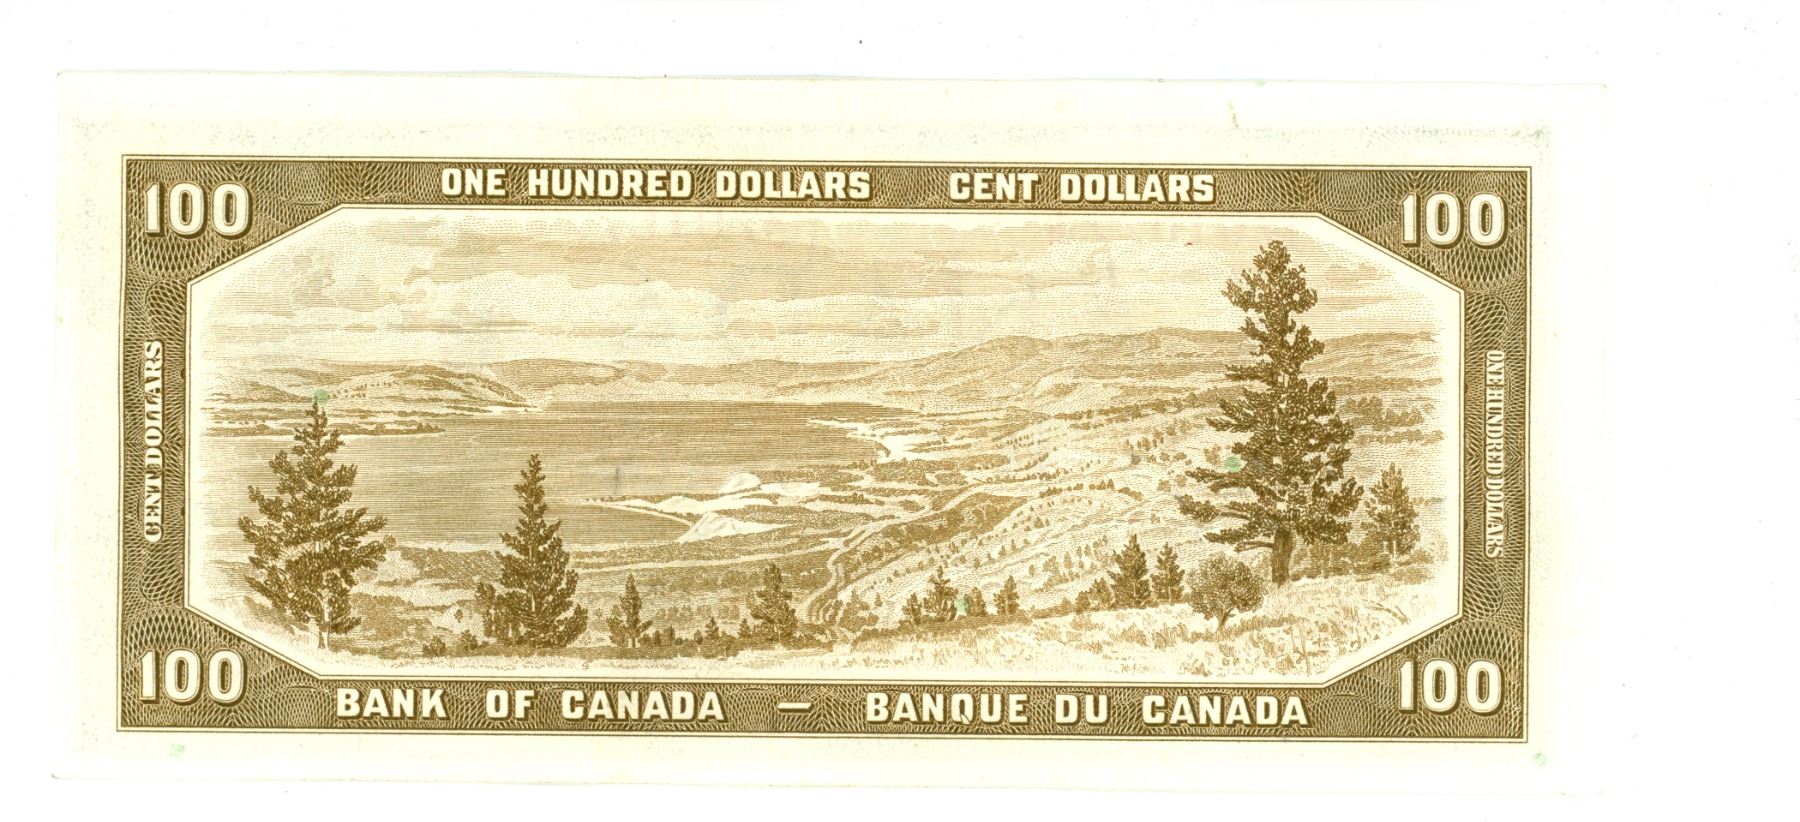 ONE HUNDRED DOLLARS CENT DOLLARS
100
100
CENT DOLLARS
ONE HUNDRED DOLLARS
100
100
BANK OF CANADA — BANQUE DU CANADA